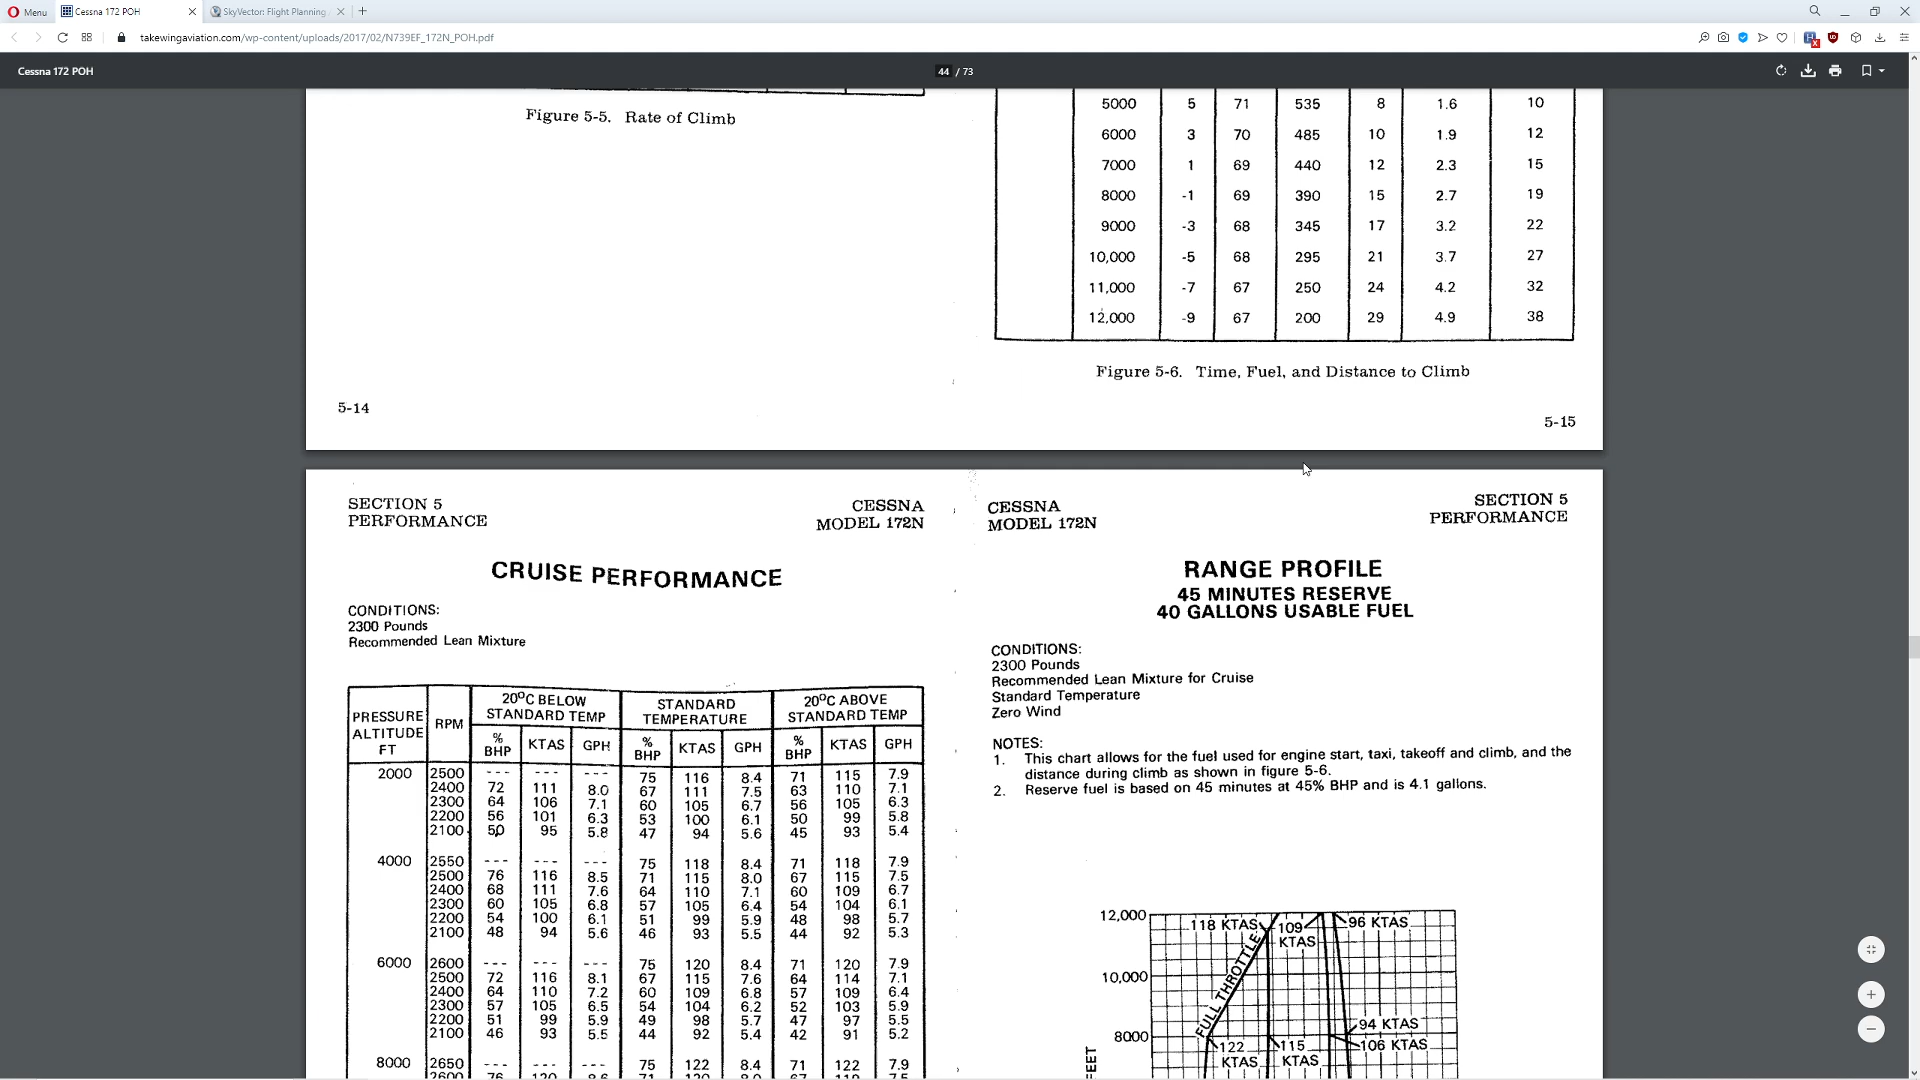 Menu
Cessna 172 POH
SkyVector: Flight Planning
takewingaviation.com/wp-content/uploads/2017/02/N739EF_172N_POH.pdf
Cessna 172 POH
44 / 73
Figure 5-5. Rate of Climb
5-14
5000 5 71 535 8 1.6 10
6000 3 70 485 10 1.9 12
7000 1 69 440 12 2.3 15
8000 -1 69 390 15 2.7 19
9000 -3 68 345 17 3.2 22
10,000 -5 68 295 21 3.7 27
11,000 -7 67 250 24 4.2 32
12,000 -9 67 200 29 4.9 38
Figure 5-6. Time, Fuel, and Distance to Climb
5-15
SECTION 5
PERFORMANCE
CESSNA
MODEL 172N
CRUISE PERFORMANCE
CONDITIONS:
2300 Pounds
Recommended Lean Mixture
PRESSURE
ALTITUDE
FT
RPM
20°C BELOW
STANDARD TEMP
STANDARD
TEMPERATURE
20°C ABOVE
STANDARD TEMP
% BHP KTAS GPH % BHP KTAS GPH % BHP KTAS GPH
2000 2500 --- --- --- 75 116 8.4 71 115 7.9
2400 72 111 8.0 67 111 7.5 63 110 7.1
2300 64 106 7.1 60 105 6.7 56 105 6.3
2200 56 101 6.3 53 100 6.1 50 99 5.8
2100 50 95 5.8 47 94 5.6 45 93 5.4
4000 2550 --- --- --- 75 118 8.4 71 118 7.9
2500 76 116 8.5 71 115 8.0 67 115 7.5
2400 68 111 7.6 64 110 7.1 60 109 6.7
2300 60 105 6.8 57 105 6.4 54 104 6.1
2200 54 100 6.1 51 99 5.9 48 98 5.7
2100 48 94 5.6 46 93 5.5 44 92 5.3
6000 2600 --- --- --- 75 120 8.4 71 120 7.9
2500 72 116 8.1 67 115 7.6 64 114 7.1
2400 64 110 7.2 60 109 6.8 57 109 6.4
2300 57 105 6.5 54 104 6.2 52 103 5.9
2200 51 99 5.9 49 98 5.7 47 97 5.5
2100 46 93 5.5 44 92 5.4 42 91 5.2
8000 2650 --- --- --- 75 122 8.4 71 122 7.9
CESSNA
MODEL 172N
SECTION 5
PERFORMANCE
RANGE PROFILE
45 MINUTES RESERVE
40 GALLONS USABLE FUEL
CONDITIONS:
2300 Pounds
Recommended Lean Mixture for Cruise
Standard Temperature
Zero Wind
NOTES:
1. This chart allows for the fuel used for engine start, taxi, takeoff and climb, and the
distance during climb as shown in figure 5-6.
2. Reserve fuel is based on 45 minutes at 45% BHP and is 4.1 gallons.
12,000
118 KTAS
109
KTAS
96 KTAS
FULL THROTTLE
10,000
94 KTAS
8000
106 KTAS
122
KTAS
115
KTAS
FEET